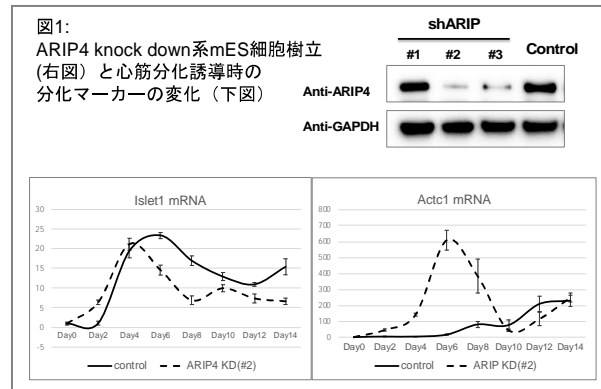 図1:
ARIP4 knock down系mES細胞樹立
(右図）と心筋分化誘導時の
分化マーカーの変化（下図）
shARIP
#1 #2 #3 Control
Anti-ARIP4
Anti-GAPDH
Islet1 mRNA
30
25
20
15
10
5
0
-5
Day0 Day2 Day4 Day6 Day8 Day10 Day12 Day14
control ARIP4 KD(#2)
Actc1 mRNA
800
700
600
500
400
300
200
100
0
Day0 Day2 Day4 Day6 Day8 Day10 Day12 Day14
control ARIP KD(#2)